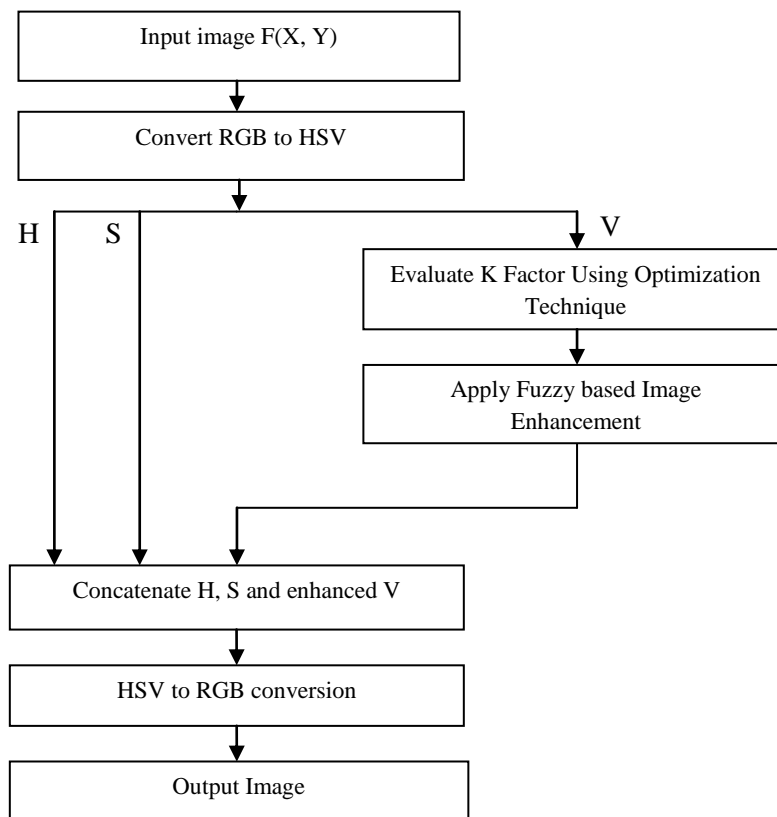 Input image F(X, Y)
Convert RGB to HSV
H
S
V
Evaluate K Factor Using Optimization
Technique
Apply Fuzzy based Image
Enhancement
Concatenate H, S and enhanced V
HSV to RGB conversion
Output Image